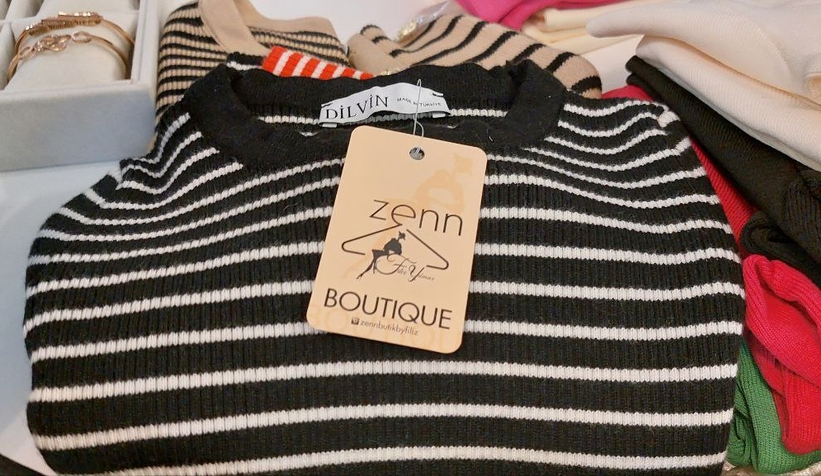 DİLVİN
MADE IN TÜRKİYE
zenn
BOUTIQUE
zennbutikbyfiliz